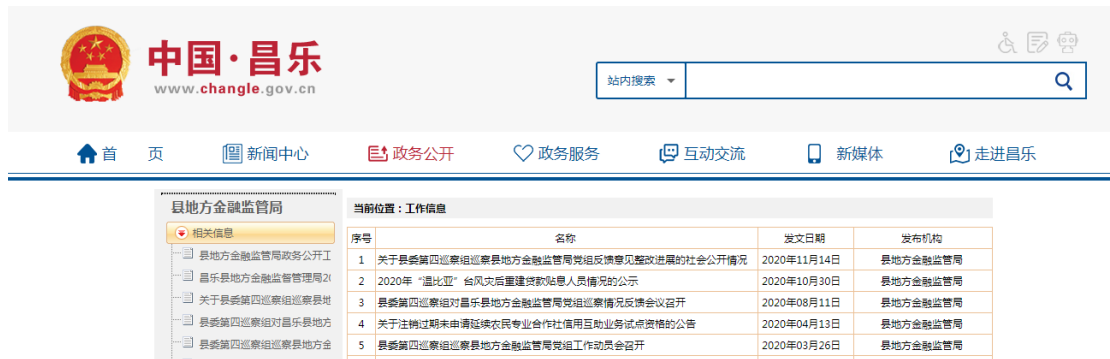 中国·昌乐
www.changle.gov.cn
站内搜索
首 页 新闻中心 政务公开 政务服务 互动交流 新媒体 走进昌乐
县地方金融监管局
相关信息
县地方金融监管局政务公开工
昌乐县地方金融监督管理局20
关于县委第四巡察组巡察县地
县委第四巡察组对昌乐县地方
县委第四巡察组巡察县地方金
当前位置：工作信息
序号 名称 发文日期 发布机构
1 关于县委第四巡察组巡察县地方金融监管局党组反馈意见整改进展的社会公开情况 2020年11月14日 县地方金融监管局
2 2020年“温比亚”台风灾后重建贷款贴息人员情况的公示 2020年10月30日 县地方金融监管局
3 县委第四巡察组对昌乐县地方金融监管局党组巡察情况反馈会议召开 2020年08月11日 县地方金融监管局
4 关于注销过期未申请延续农民专业合作社信用互助业务试点资格的公告 2020年04月13日 县地方金融监管局
5 县委第四巡察组巡察县地方金融监管局党组工作动员会召开 2020年03月26日 县地方金融监管局